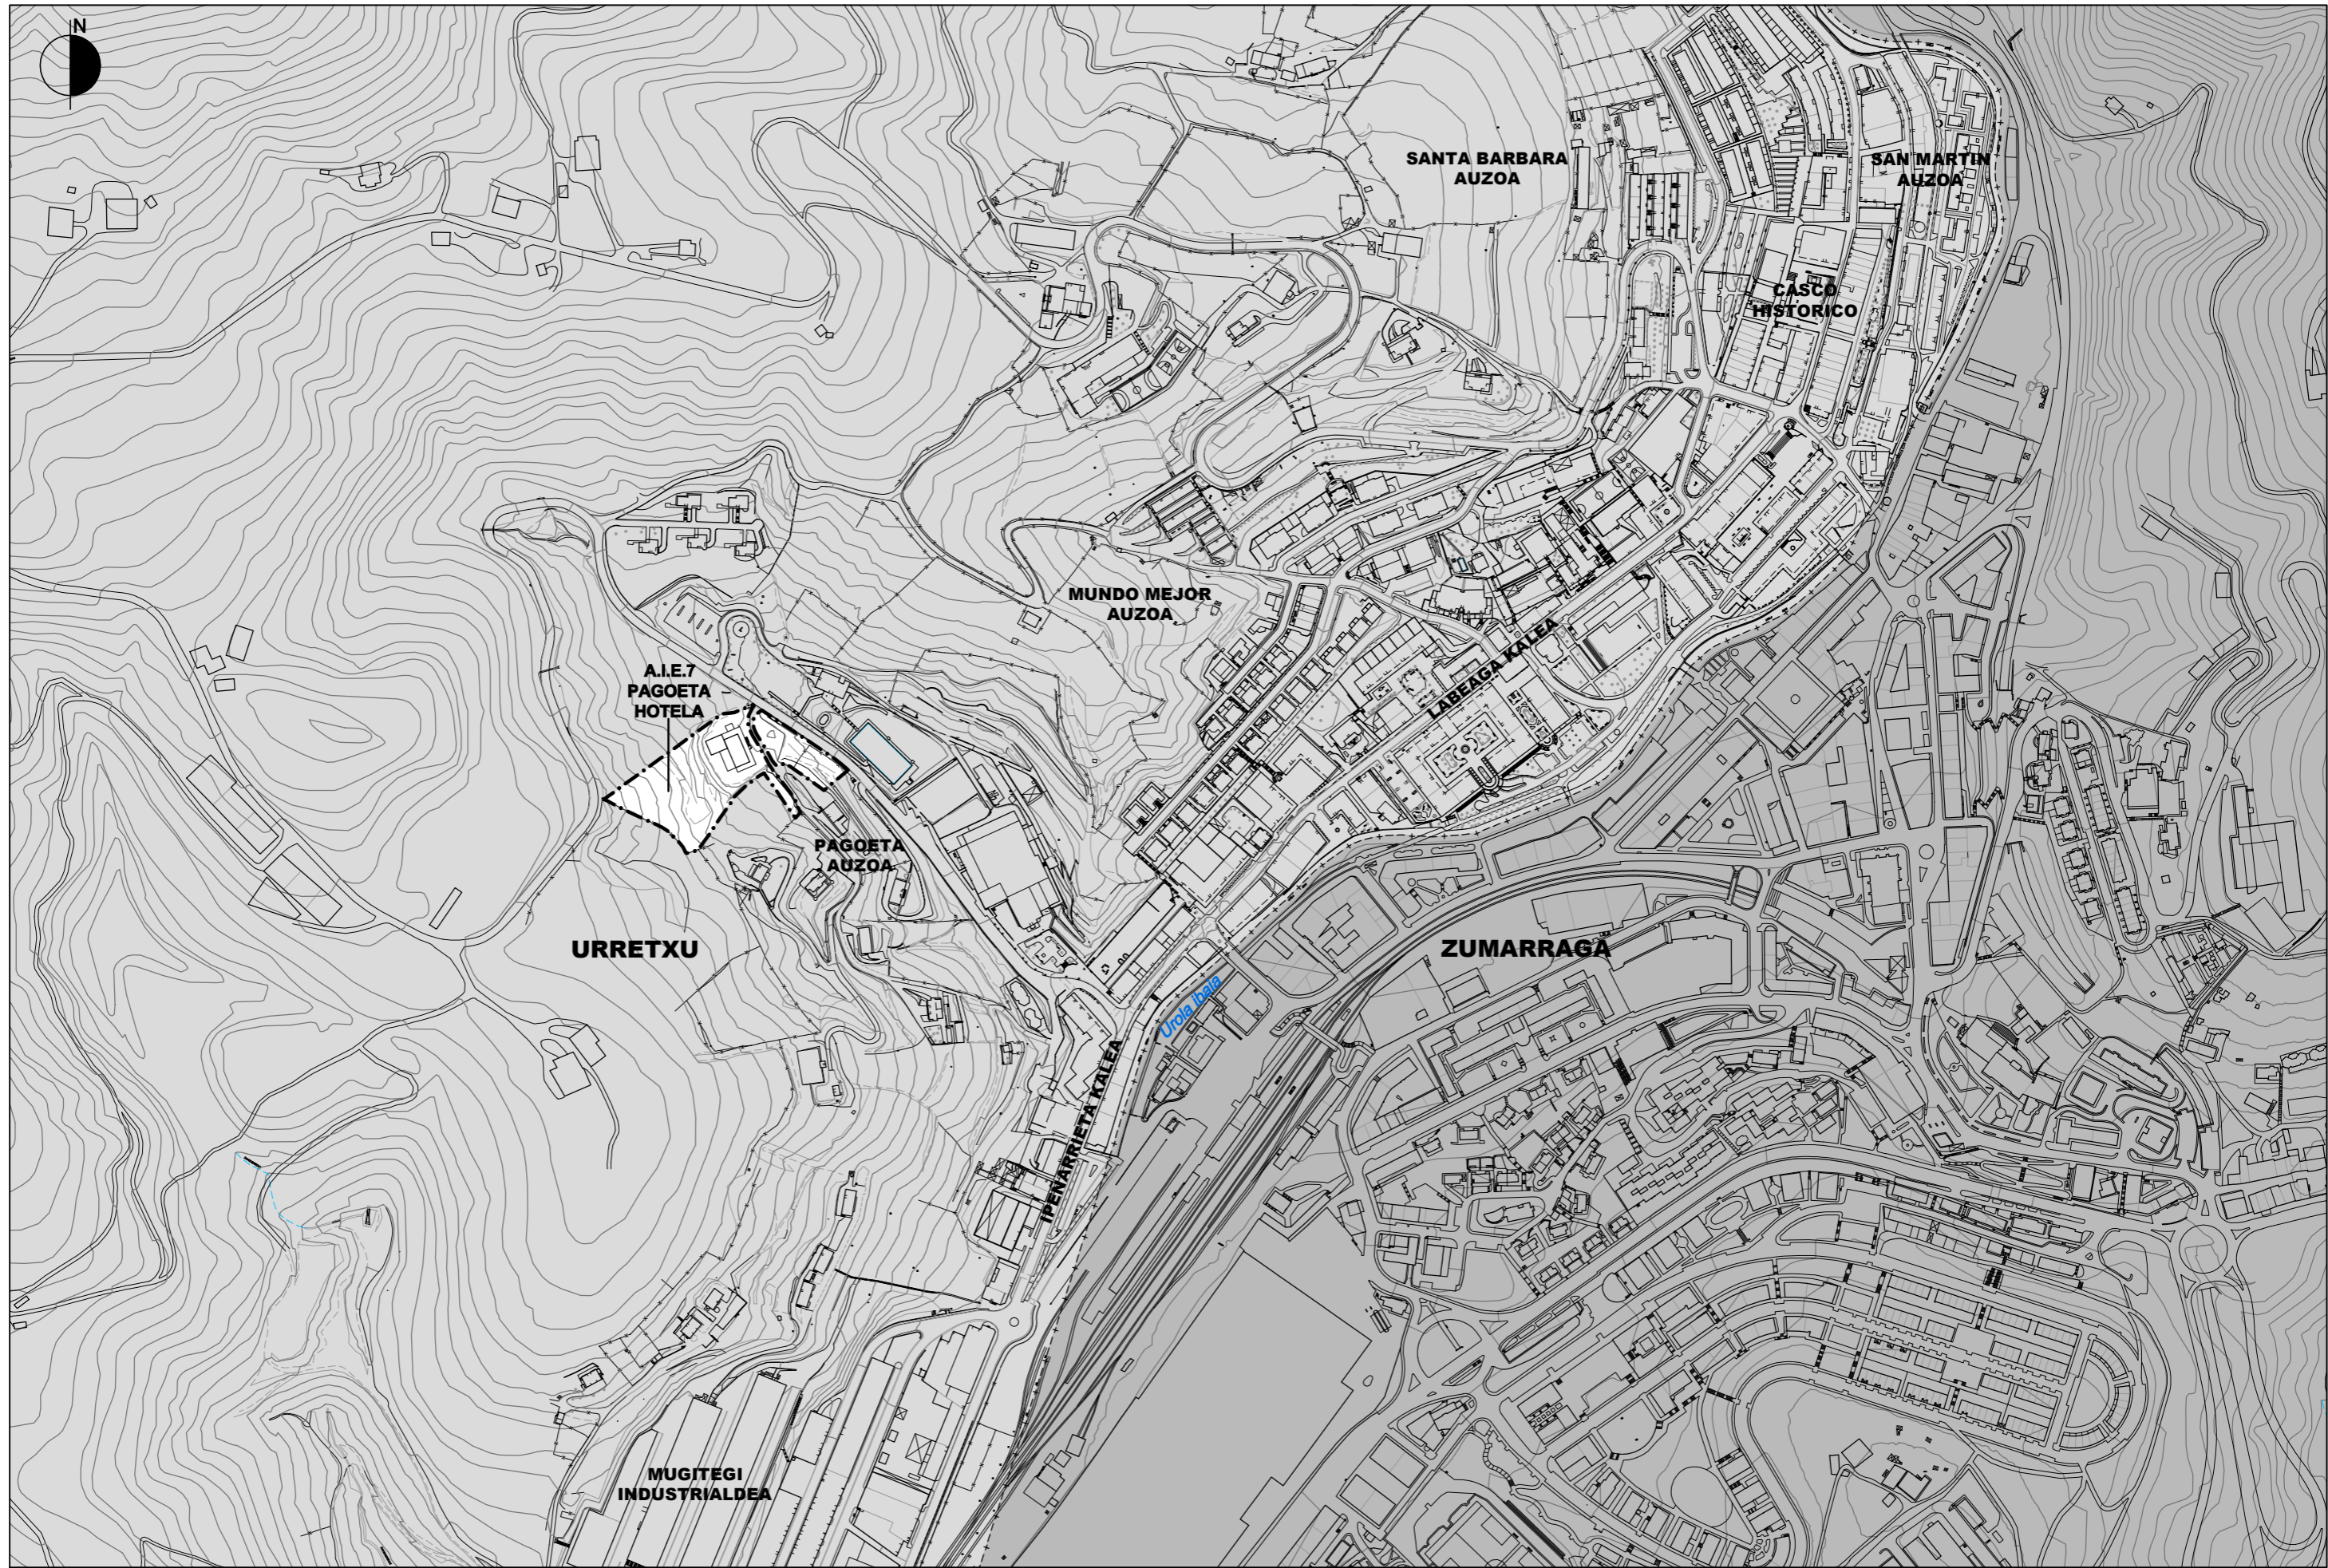 N
SANTA BARBARA
AUZOA
SAN MARTIN
AUZOA
CASCO
HISTORICO
MUNDO MEJOR
AUZOA
LABEAGA KALEA
A.I.E.7
PAGOETA
HOTELA
PAGOETA
AUZOA
URRETXU
ZUMARRAGA
Urola ibaia
IPEÑARRIETA KALEA
MUGITEGI
INDUSTRIALDEA